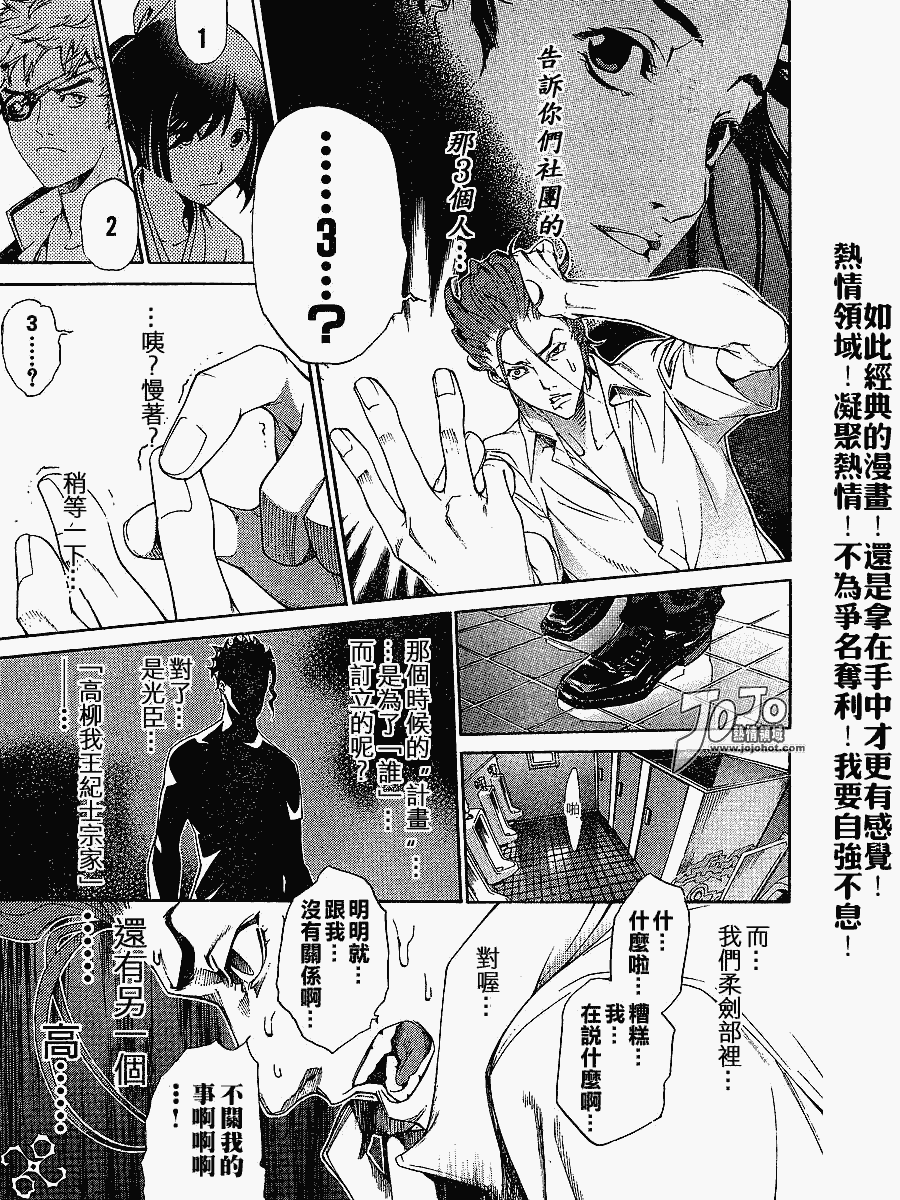 如此經典的漫畫！還是拿在手中才更有感覺！
熱情領域！凝聚熱情！不為爭名奪利！我要自強不息！
告訴你們社團的
那3個人…
……3……？
1
2
3……？
…咦？慢著？
稍等一下…
JOJO
熱情領域
www.jojohot.com
啪
那個時候的〝計畫〞…
…是為了「誰」…
而訂立的呢？
對了…
是光臣…
「高柳我王紀士宗家」
……
而…
我們柔劍部裡…
什…
什麼啦…
糟糕…
我…
在說什麼啊…
對喔…
明明就…
跟我…
沒有關係啊…
……
還有另一個
高……
不關我的
事啊啊啊
…！